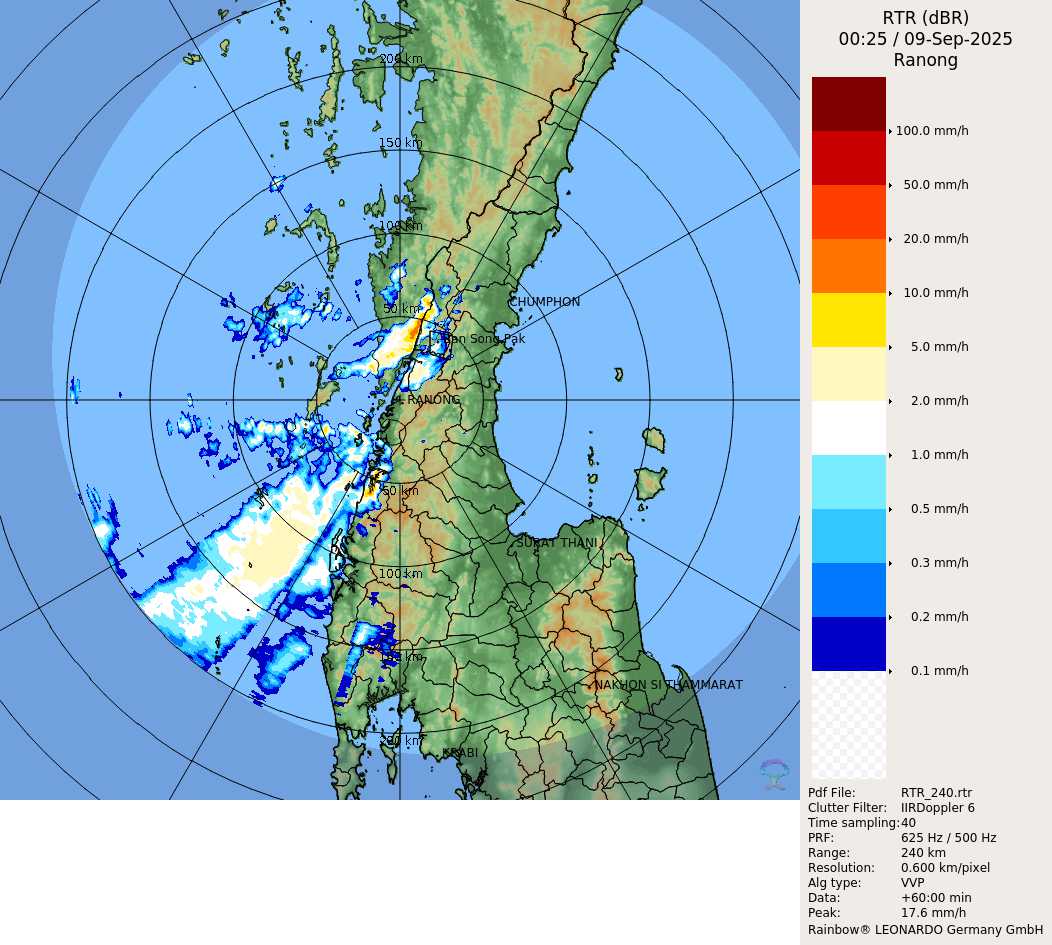 RTR (dBR)
00:25 / 09-Sep-2025
Ranong
200 km
150 km
100 km
50 km
CHUMPHON
Ban Song Pak
RANONG
50 km
SURAT THANI
100 km
150 km
NAKHON SI THAMMARAT
200 km
KRABI
100.0 mm/h
50.0 mm/h
20.0 mm/h
10.0 mm/h
5.0 mm/h
2.0 mm/h
1.0 mm/h
0.5 mm/h
0.3 mm/h
0.2 mm/h
0.1 mm/h
Pdf File: RTR_240.rtr
Clutter Filter: IIRDoppler 6
Time sampling: 40
PRF: 625 Hz / 500 Hz
Range: 240 km
Resolution: 0.600 km/pixel
Alg type: VVP
Data: +60:00 min
Peak: 17.6 mm/h
Rainbow® LEONARDO Germany GmbH